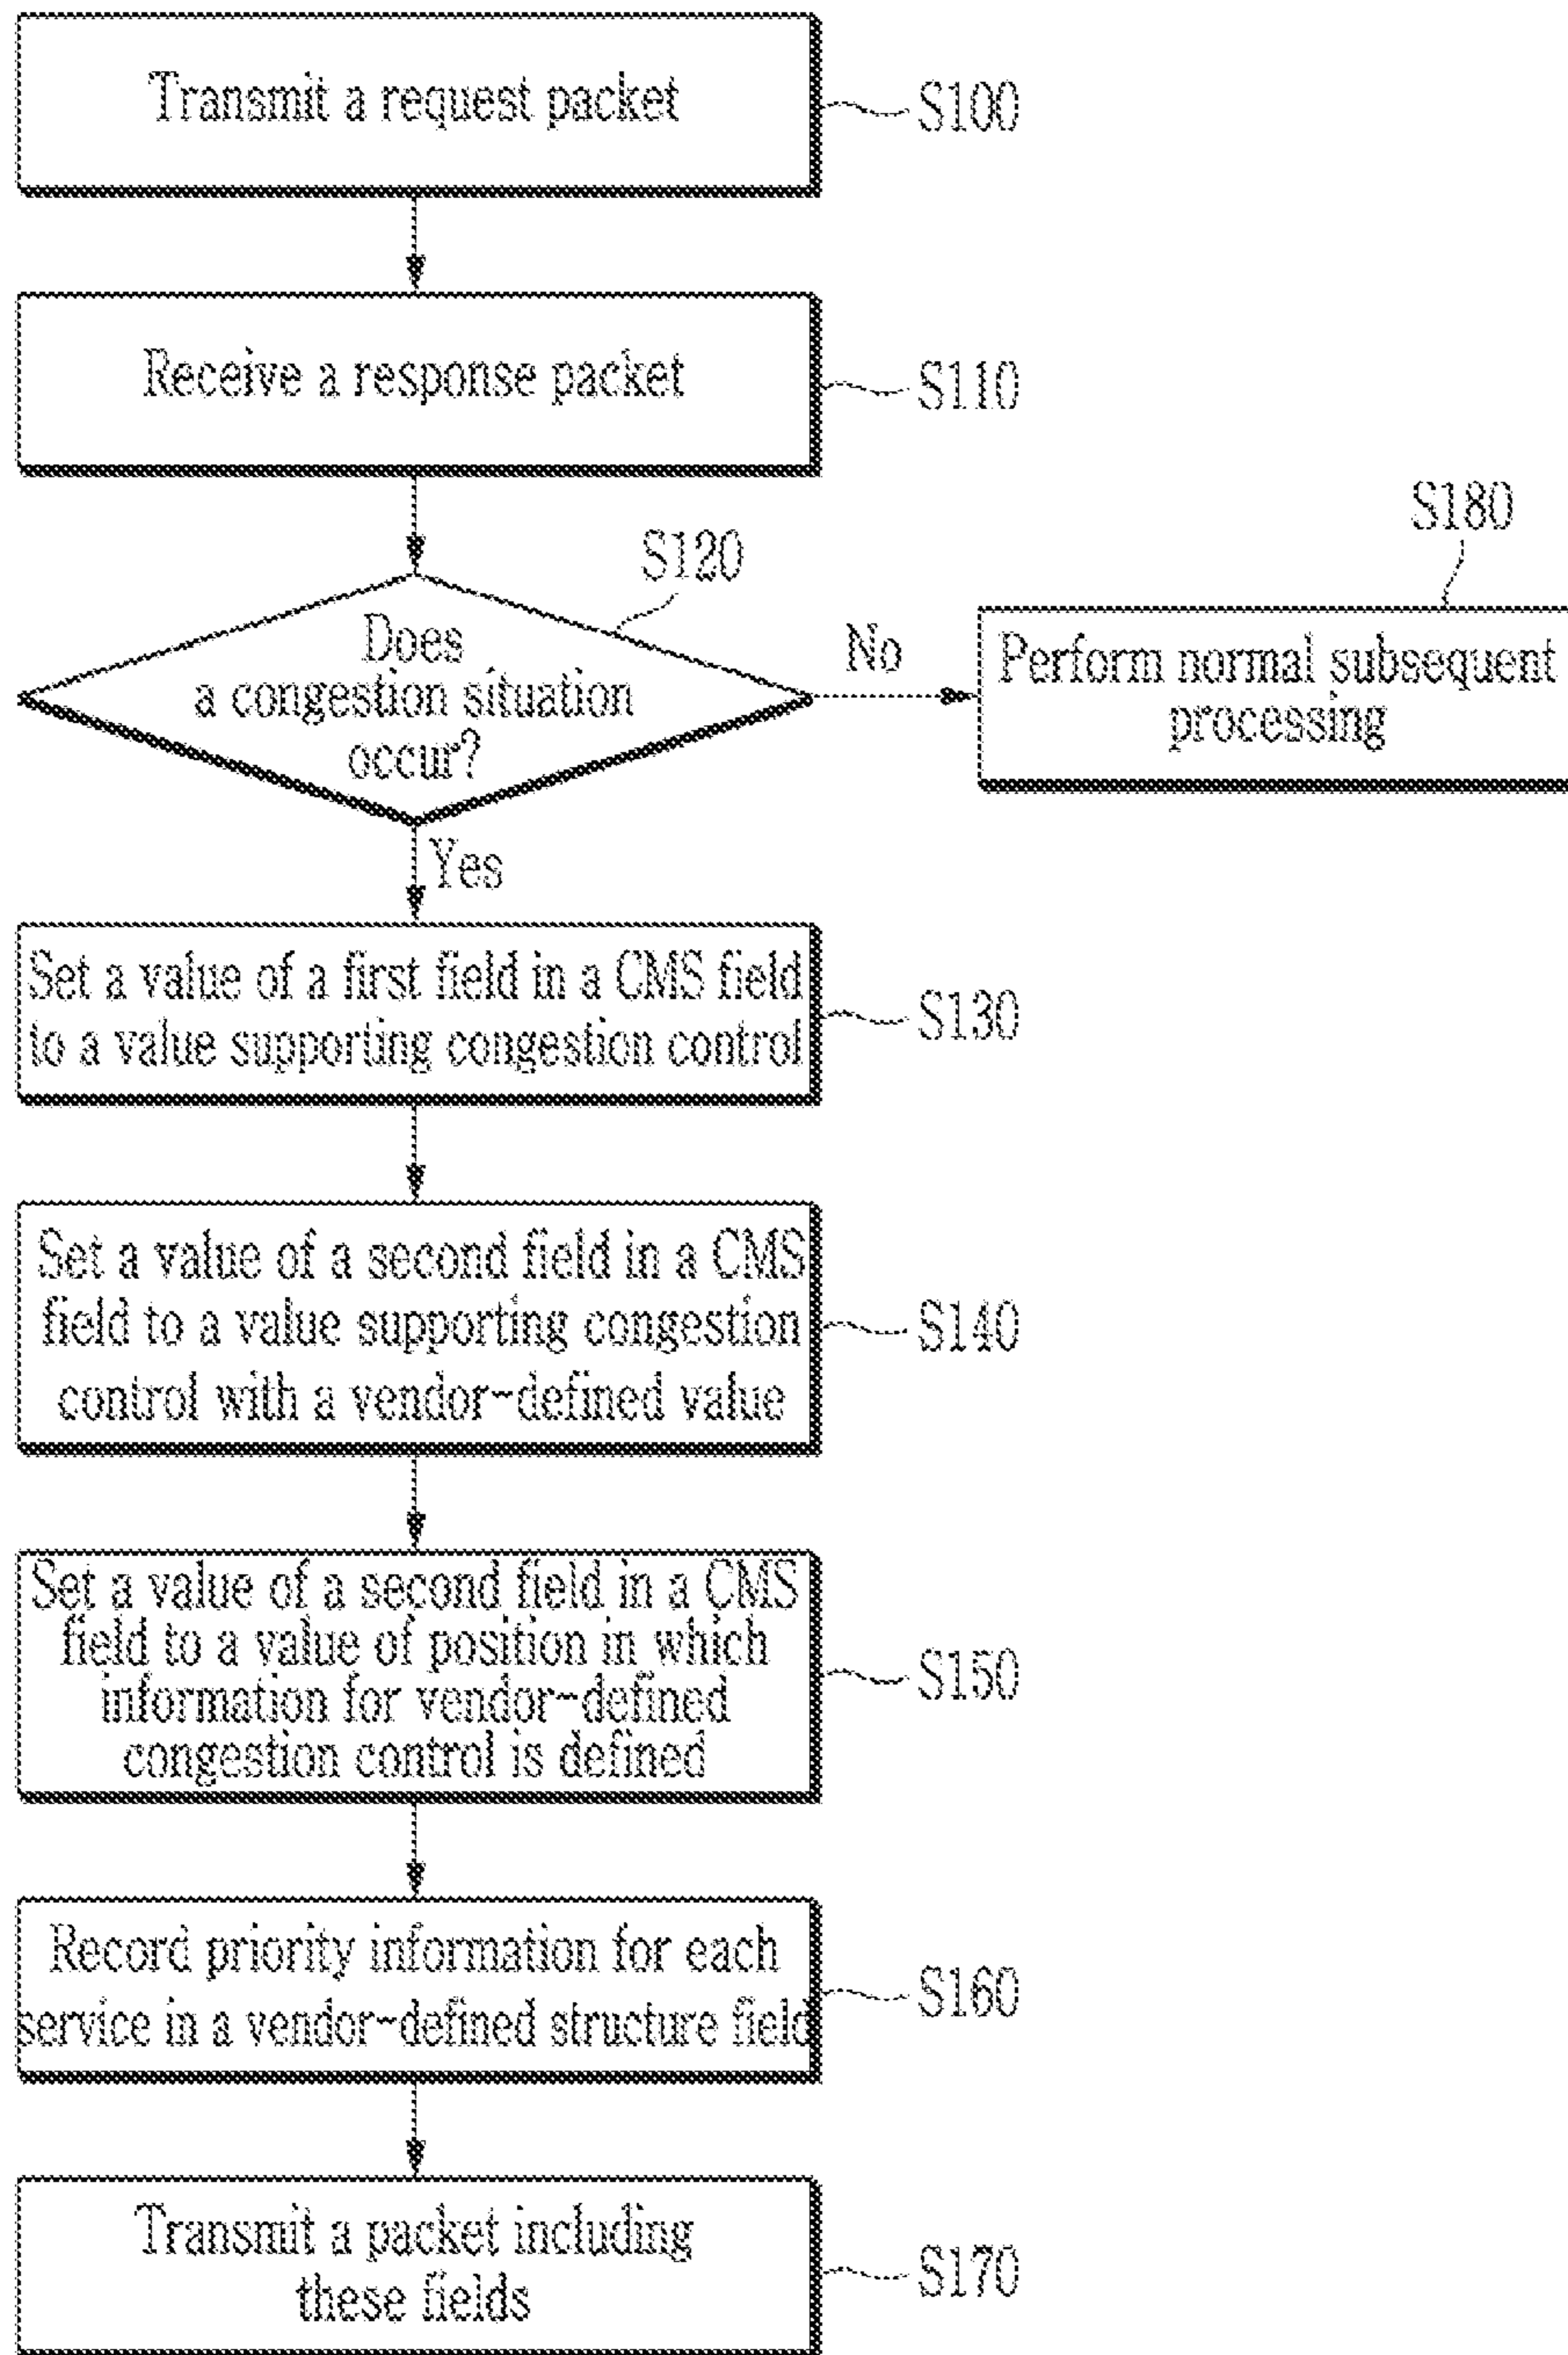 Transmit a request packet
S100
Receive a response packet
S110
S120
S180
Does
a congestion situation
occur?
No
Perform normal subsequent
processing
Yes
Set a value of a first field in a CMS field
to a value supporting congestion control
S130
Set a value of a second field in a CMS
field to a value supporting congestion
control with a vendor-defined value
S140
Set a value of a second field in a CMS
field to a value of position in which
information for vendor-defined
congestion control is defined
S150
Record priority information for each
service in a vendor-defined structure field
S160
Transmit a packet including
these fields
S170